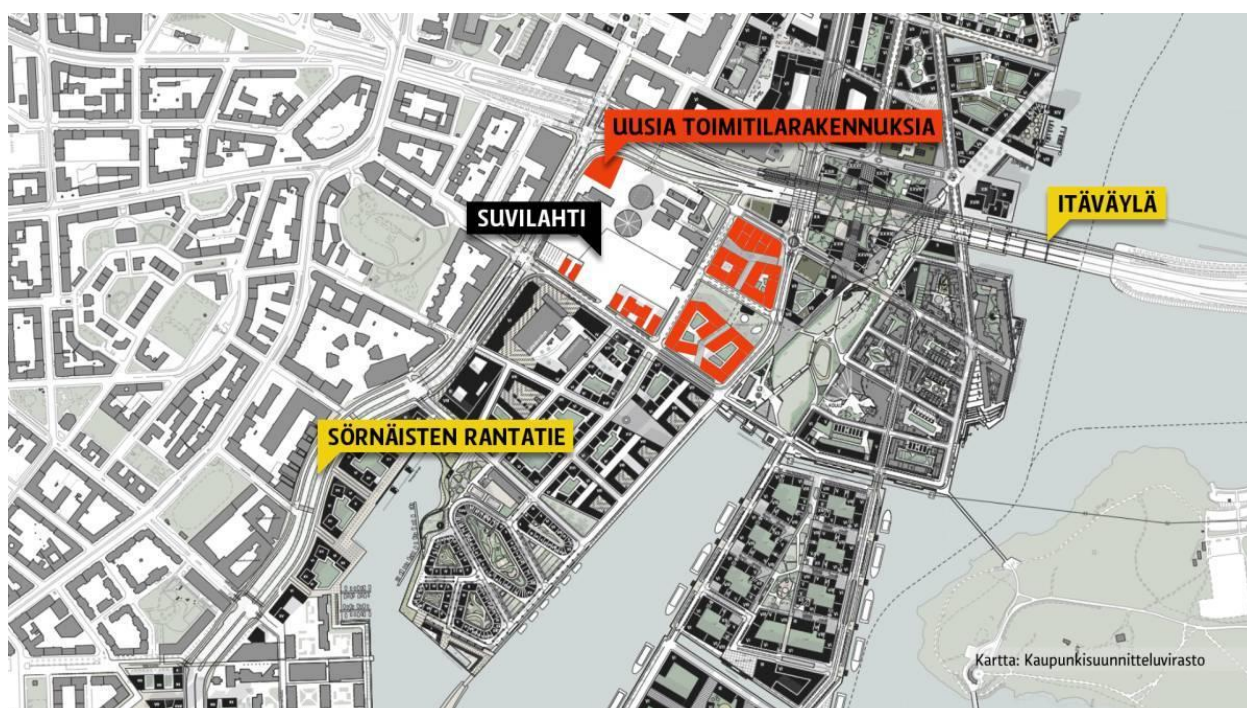 UUSIA TOIMITILARAKENNUKSIA
SUVILAHTI
ITÄVÄYLÄ
SÖRNÄISTEN RANTATIE
Kartta: Kaupunkisuunnitteluvirasto